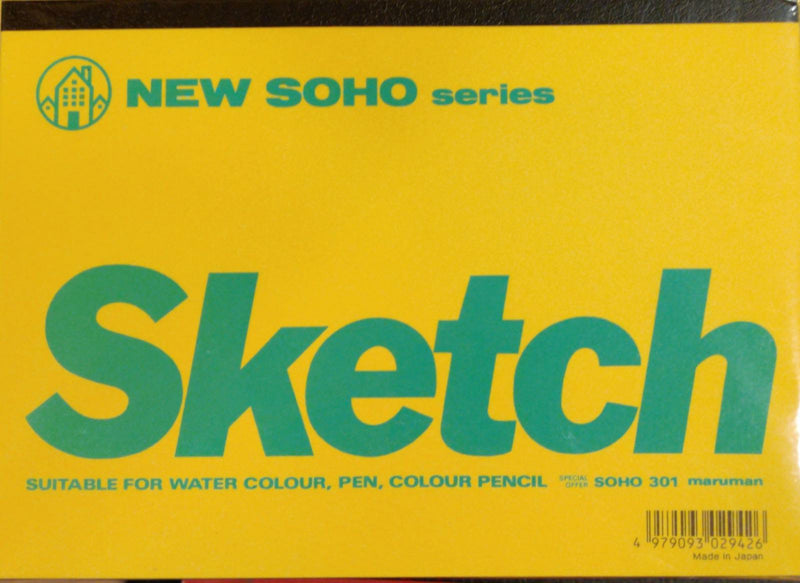 NEW SOHO series
Sketch
SUITABLE FOR WATER COLOUR, PEN, COLOUR PENCIL SPECIAL OFFER SOHO 301 maruman
4 979093 029426
Made in Japan